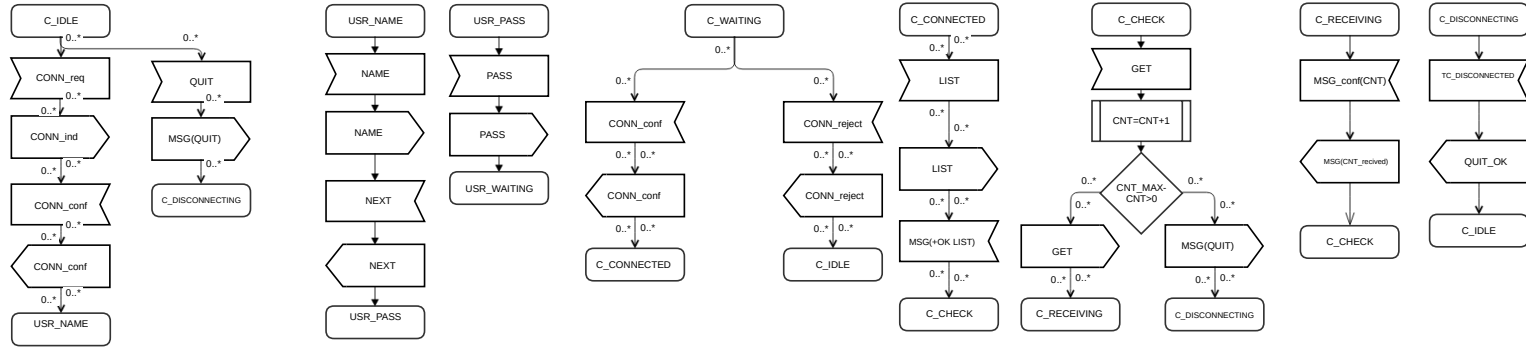 C_IDLE
0..*
0..*
CONN_req
0..*
0..*
CONN_ind
0..*
0..*
CONN_conf
0..*
0..*
CONN_conf
0..*
0..*
USR_NAME
QUIT
0..*
MSG(QUIT)
0..*
C_DISCONNECTING
USR_NAME
NAME
NAME
NEXT
NEXT
USR_PASS
USR_PASS
PASS
PASS
USR_WAITING
C_WAITING
0..*
0..*
0..*
CONN_conf
0..*
0..*
CONN_conf
0..*
0..*
C_CONNECTED
CONN_reject
0..*
0..*
CONN_reject
0..*
0..*
C_IDLE
C_CONNECTED
0..*
0..*
LIST
0..*
0..*
LIST
0..*
0..*
MSG(+OK LIST)
0..*
0..*
C_CHECK
C_CHECK
GET
CNT=CNT+1
CNT_MAX-
CNT>0
0..*
0..*
0..*
0..*
GET
0..*
0..*
C_RECEIVING
MSG(QUIT)
0..*
0..*
C_DISCONNECTING
C_RECEIVING
MSG_conf(CNT)
MSG(CNT_recived)
C_CHECK
C_DISCONNECTING
TC_DISCONNECTED
QUIT_OK
C_IDLE